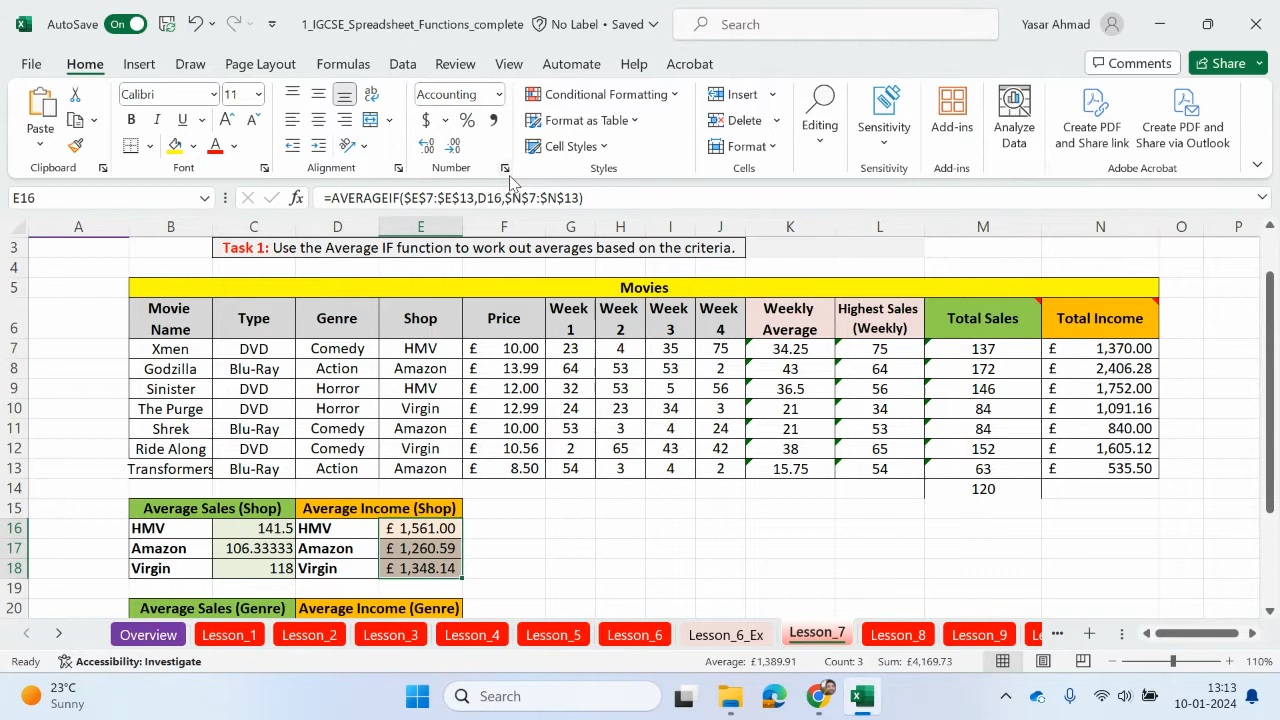 AutoSave On 1_IGCSE_Spreadsheet_Functions_complete No Label • Saved Search Yasar Ahmad
File Home Insert Draw Page Layout Formulas Data Review View Automate Help Acrobat Comments Share
Paste Calibri 11 Accounting Conditional Formatting Insert Editing Sensitivity Add-ins Analyze Data Create PDF and Share link Create PDF and Share via Outlook
B I U $ % Format as Table Delete
A Cell Styles Format
Clipboard Font Alignment Number Styles Cells Sensitivity Add-ins Adobe Acrobat
E16 fx =AVERAGEIF($E$7:$E$13,D16,$N$7:$N$13)
A B C D E F G H I J K L M N O P
3 Task 1: Use the Average IF function to work out averages based on the criteria.
4
5 Movies
6 Movie Name Type Genre Shop Price Week 1 Week 2 Week 3 Week 4 Weekly Average Highest Sales (Weekly) Total Sales Total Income
7 Xmen DVD Comedy HMV £ 10.00 23 4 35 75 34.25 75 137 £ 1,370.00
8 Godzilla Blu-Ray Action Amazon £ 13.99 64 53 53 2 43 64 172 £ 2,406.28
9 Sinister DVD Horror HMV £ 12.00 32 53 5 56 36.5 56 146 £ 1,752.00
10 The Purge DVD Horror Virgin £ 12.99 24 23 34 3 21 34 84 £ 1,091.16
11 Shrek Blu-Ray Comedy Amazon £ 10.00 53 3 4 24 21 53 84 £ 840.00
12 Ride Along DVD Comedy Virgin £ 10.56 2 65 43 42 38 65 152 £ 1,605.12
13 Transformers Blu-Ray Action Amazon £ 8.50 54 3 4 2 15.75 54 63 £ 535.50
14 120
15 Average Sales (Shop) Average Income (Shop)
16 HMV 141.5 HMV £ 1,561.00
17 Amazon 106.33333 Amazon £ 1,260.59
18 Virgin 118 Virgin £ 1,348.14
19
20 Average Sales (Genre) Average Income (Genre)
Overview Lesson_1 Lesson_2 Lesson_3 Lesson_4 Lesson_5 Lesson_6 Lesson_6_Ex Lesson_7 Lesson_8 Lesson_9 Le
Ready Accessibility: Investigate Average: £1,389.91 Count: 3 Sum: £4,169.73 110%
23°C Sunny Search 13:13 10-01-2024